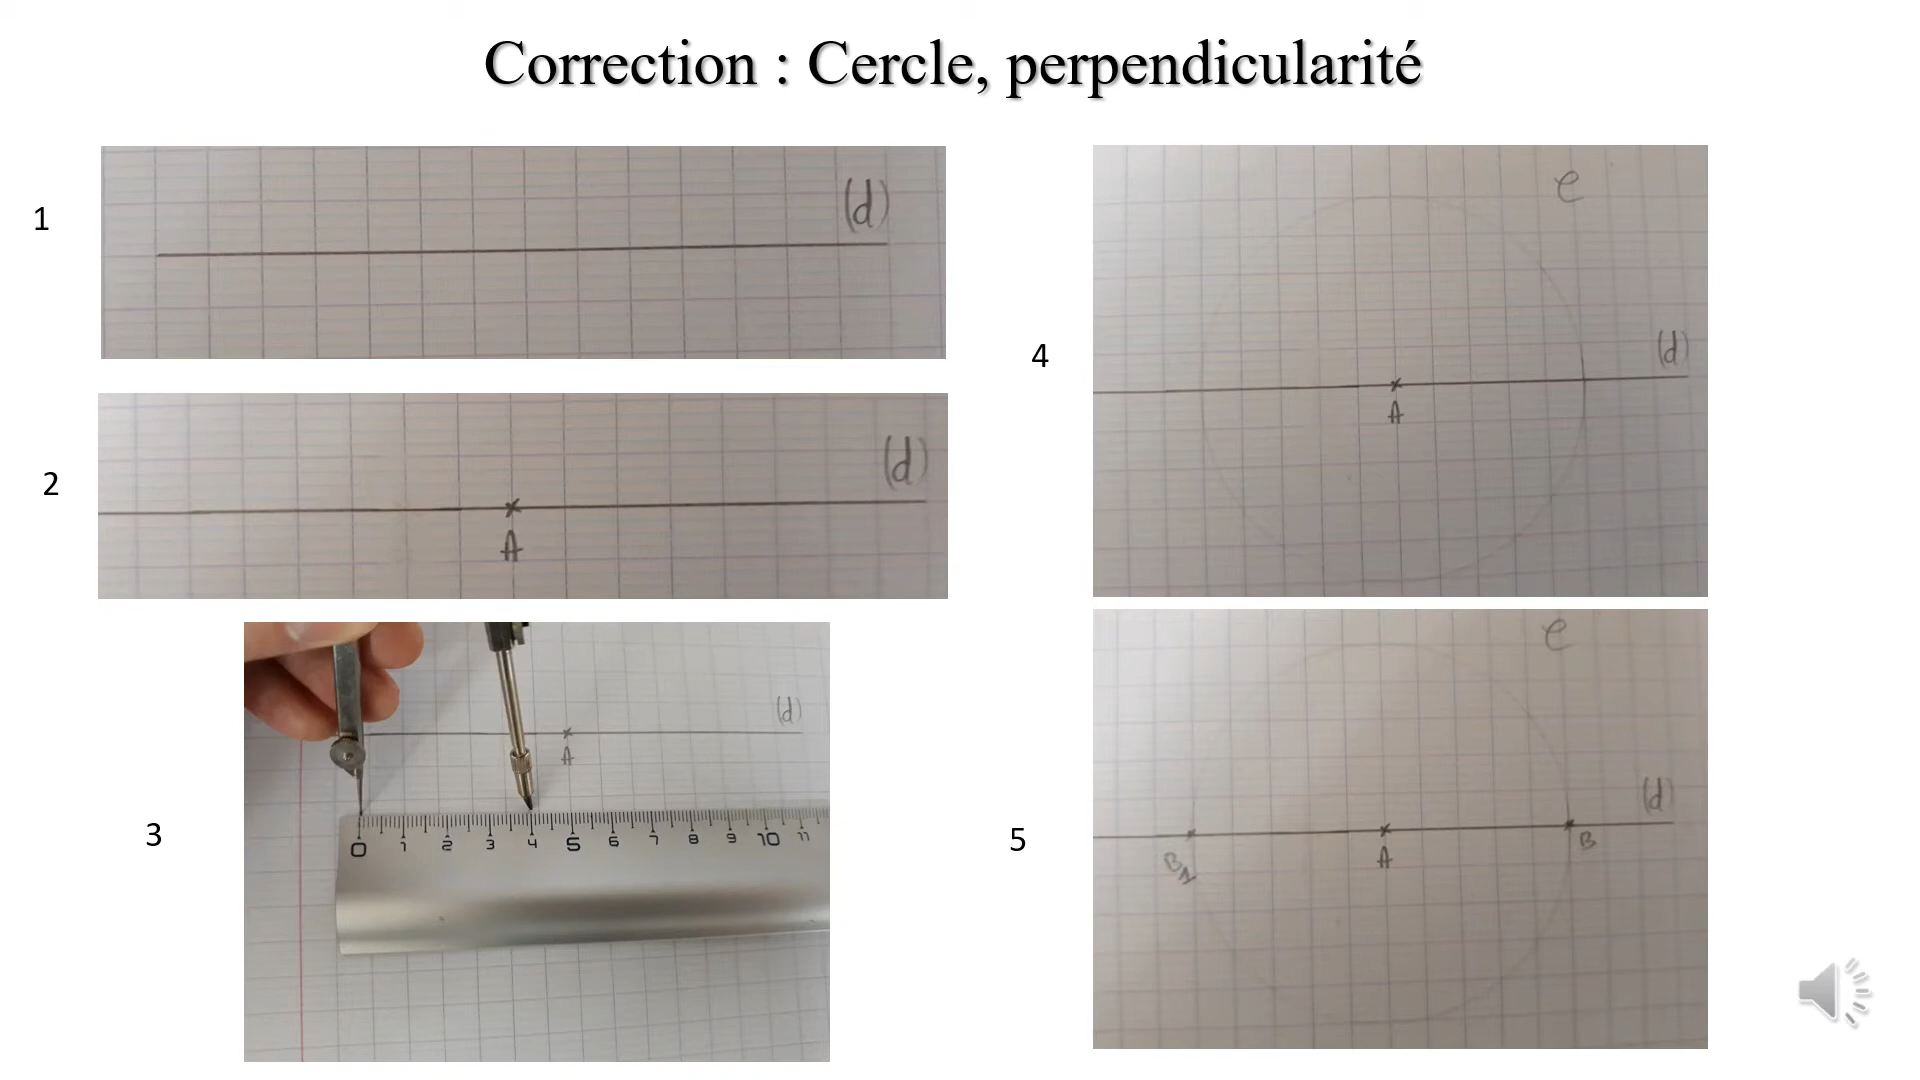 Correction : Cercle, perpendicularité
1
(d)
2
(d)
A
3
(d)
A
0 1 2 3 4 5 6 7 8 9 10 11
4
C
(d)
A
5
C
(d)
B1
A
B